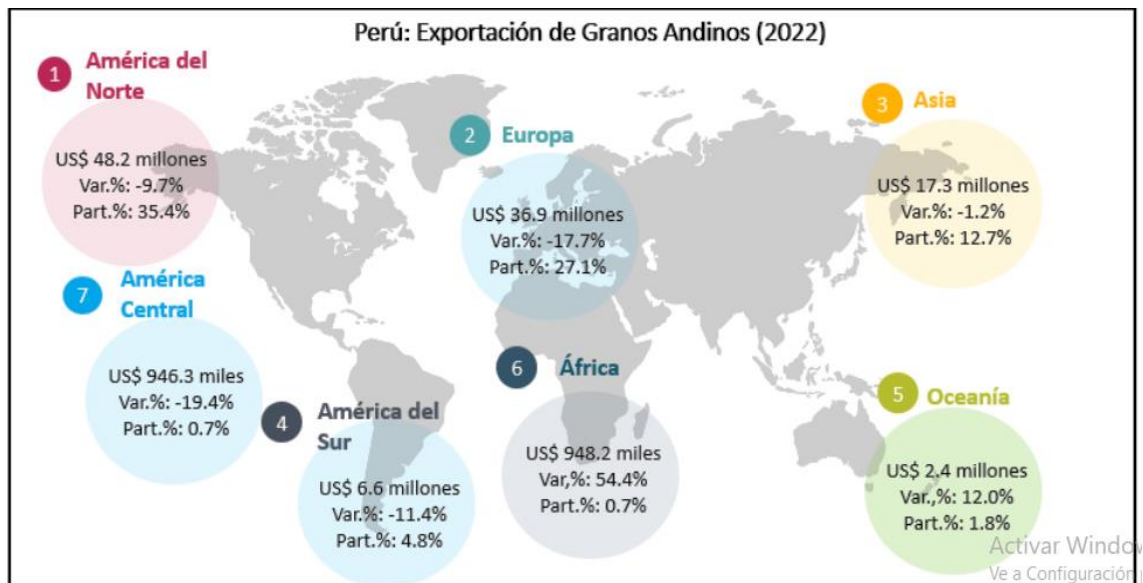 Perú: Exportación de Granos Andinos (2022)
1
América del
Norte
US$ 48.2 millones
Var.%: -9.7%
Part.%: 35.4%
2
Europa
US$ 36.9 millones
Var.%: -17.7%
Part.%: 27.1%
3
Asia
US$ 17.3 millones
Var.%: -1.2%
Part.%: 12.7%
7
América
Central
US$ 946.3 miles
Var.%: -19.4%
Part.%: 0.7%
4
América del
Sur
US$ 6.6 millones
Var.%: -11.4%
Part.%: 4.8%
6
África
US$ 948.2 miles
Var,%: 54.4%
Part.%: 0.7%
5
Oceanía
US$ 2.4 millones
Var.,%: 12.0%
Part.%: 1.8%
Activar Window
Ve a Configuración